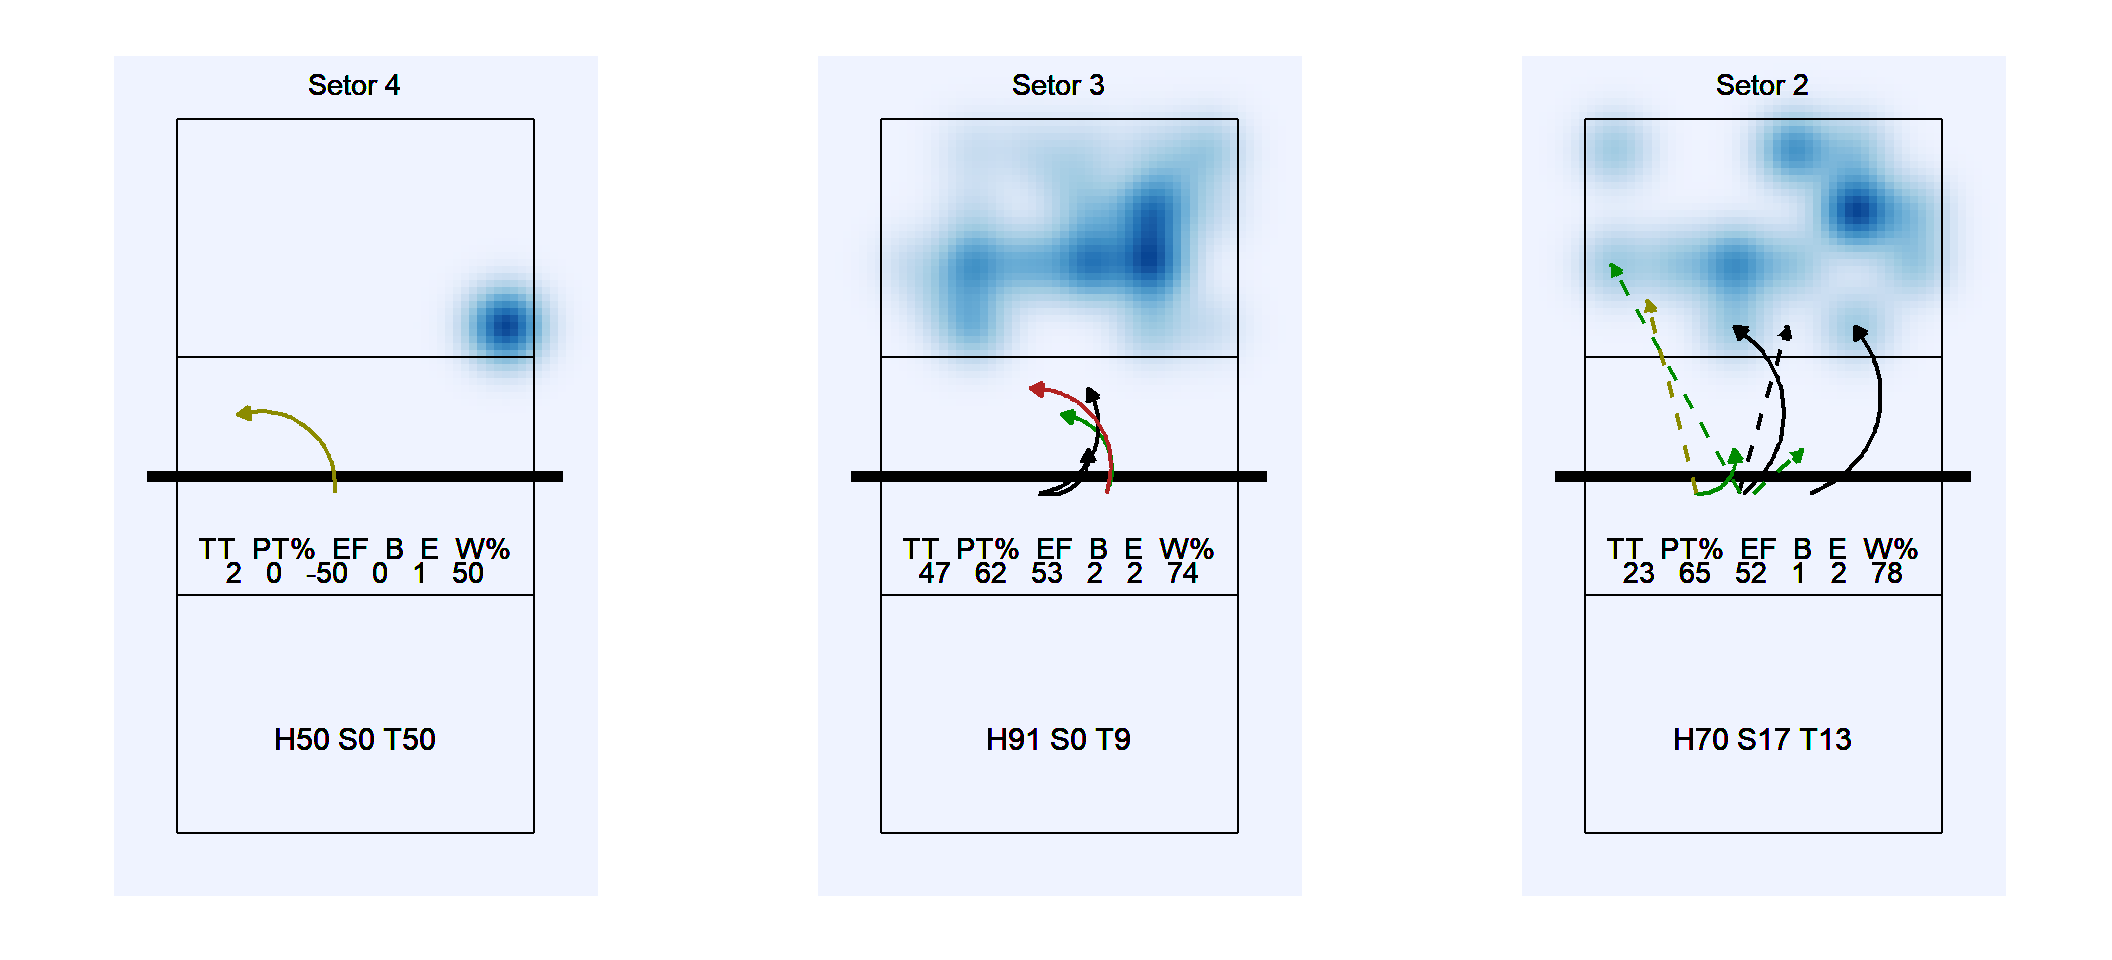 Setor 4
TT PT% EF B E W%
2 0 -50 0 1 50
H50 S0 T50
Setor 3
TT PT% EF B E W%
47 62 53 2 2 74
H91 S0 T9
Setor 2
TT PT% EF B E W%
23 65 52 1 2 78
H70 S17 T13